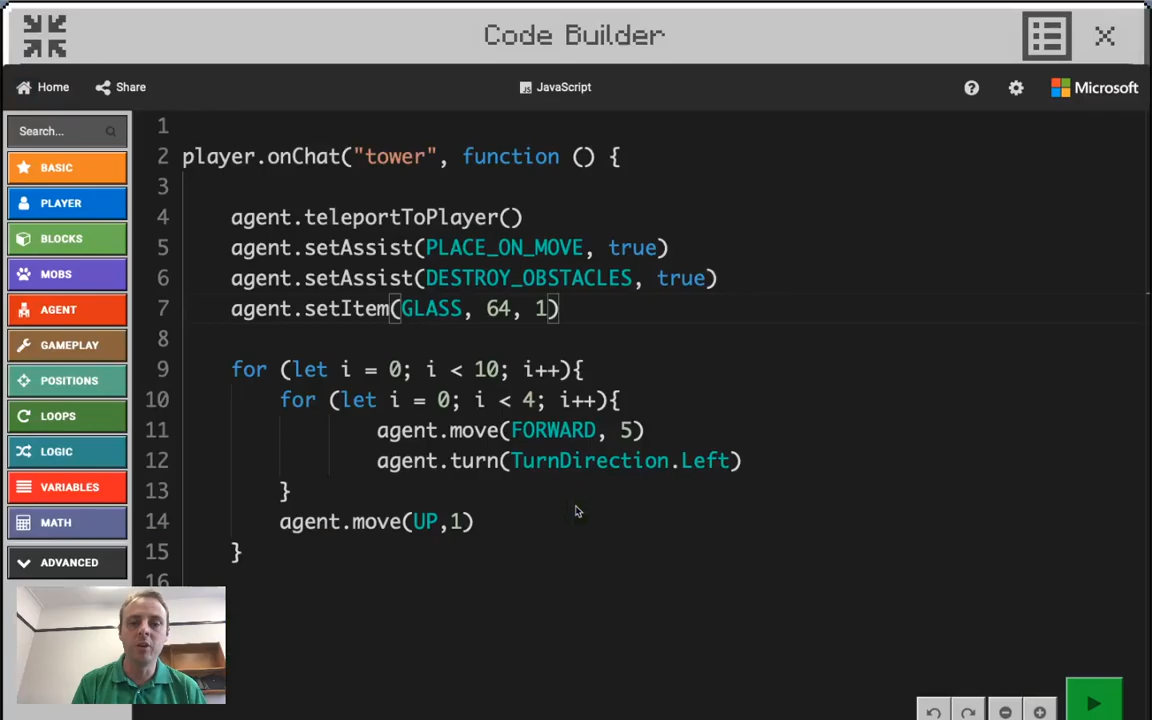 Code Builder
Home Share JavaScript Microsoft
Search...
BASIC
PLAYER
BLOCKS
MOBS
AGENT
GAMEPLAY
POSITIONS
LOOPS
LOGIC
VARIABLES
MATH
ADVANCED
1
2 player.onChat("tower", function () {
3
4 agent.teleportToPlayer()
5 agent.setAssist(PLACE_ON_MOVE, true)
6 agent.setAssist(DESTROY_OBSTACLES, true)
7 agent.setItem(GLASS, 64, 1)
8
9 for (let i = 0; i < 10; i++){
10 for (let i = 0; i < 4; i++){
11 agent.move(FORWARD, 5)
12 agent.turn(TurnDirection.Left)
13 }
14 agent.move(UP,1)
15 }
16